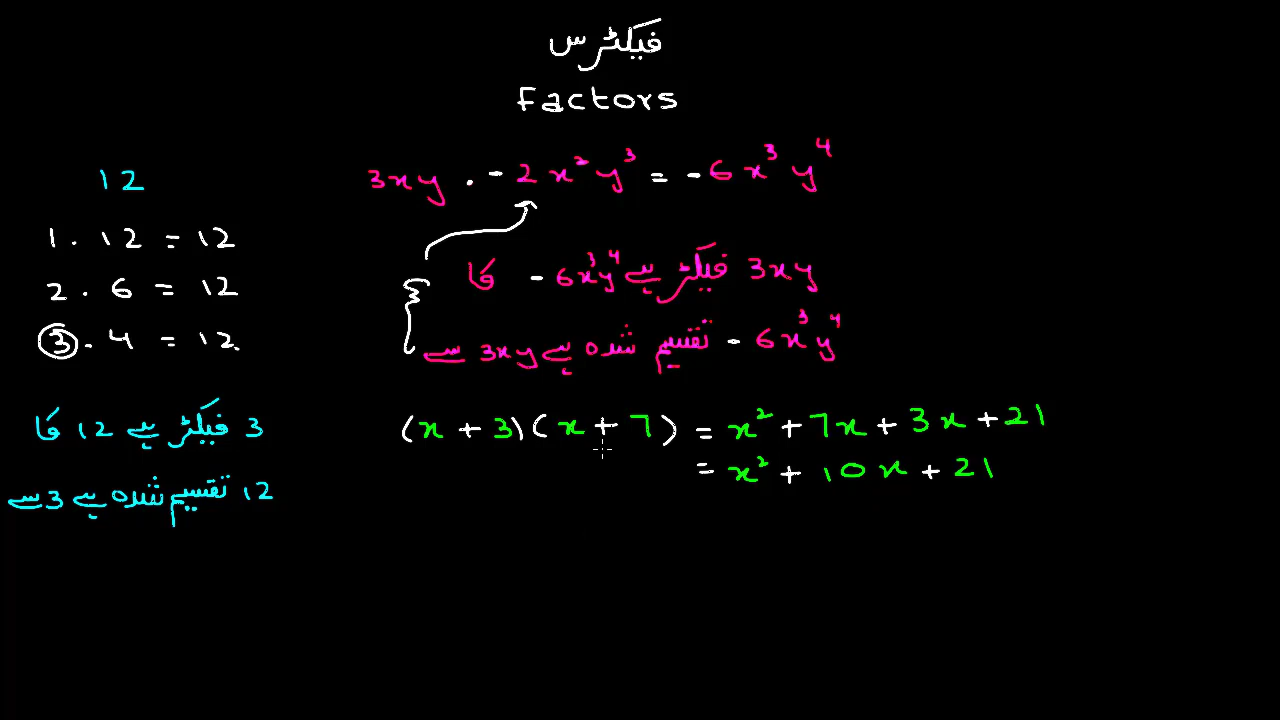 فیکٹرس
Factors
12
1 . 12 = 12
2 . 6 = 12
3 . 4 = 12
3 فیکٹر ہے 12 کا
12 تقسیم شدہ ہے 3 سے
3xy . -2x²y³ = -6x³y⁴
3xy فیکٹر ہے -6x³y⁴ کا
-6x³y⁴ تقسیم شدہ ہے 3xy سے
(x + 3)(x + 7) = x² + 7x + 3x + 21
= x² + 10x + 21